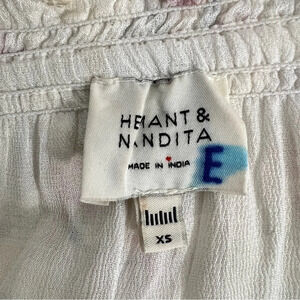 HEMANT &
NANDITA
MADE IN INDIA
E
XS